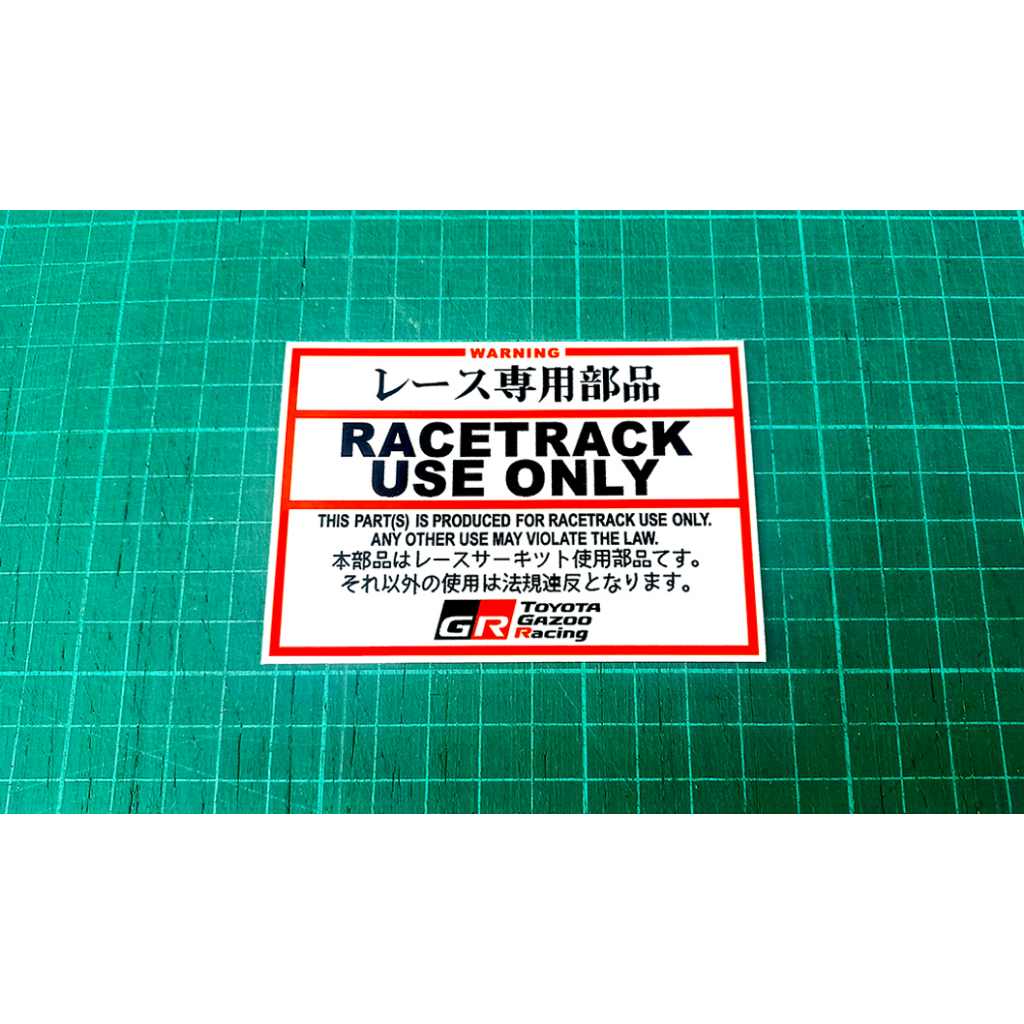 WARNING
レース専用部品
RACETRACK
USE ONLY
THIS PART(S) IS PRODUCED FOR RACETRACK USE ONLY.
ANY OTHER USE MAY VIOLATE THE LAW.
本部品はレースサーキット使用部品てす。
それ以外の使用は法規違反となります。
GR TOYOTA
GAZOO
Racing